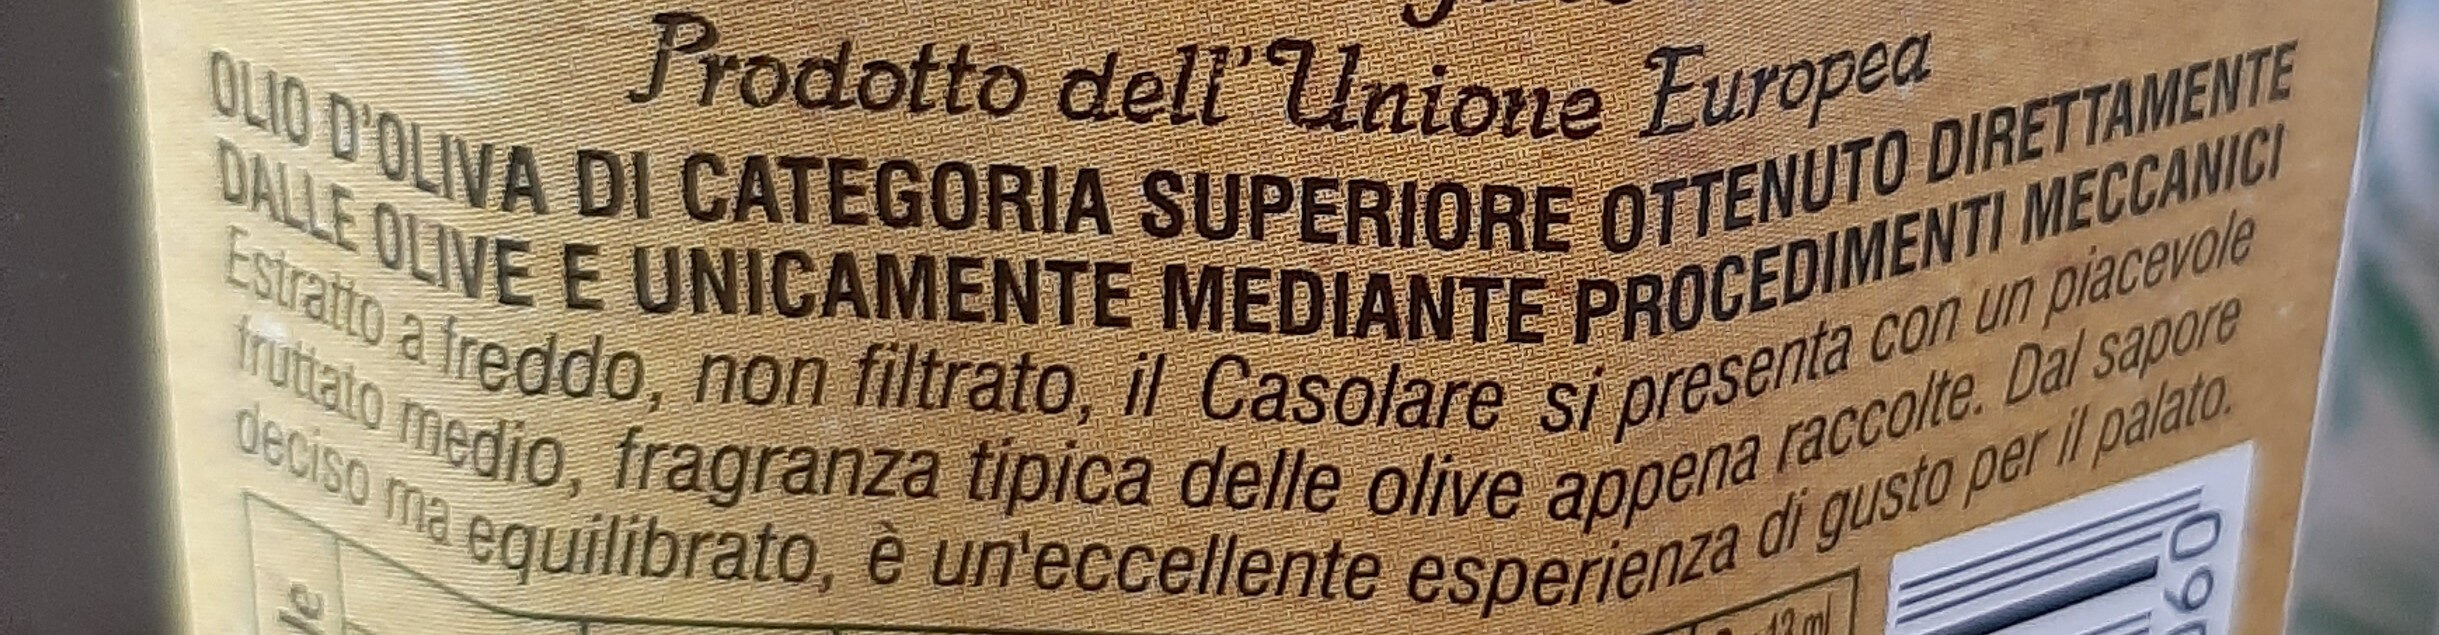 Prodotto dell'Unione Europea
OLIO D'OLIVA DI CATEGORIA SUPERIORE OTTENUTO DIRETTAMENTE
DALLE OLIVE E UNICAMENTE MEDIANTE PROCEDIMENTI MECCANICI
Estratto a freddo, non filtrato, il Casolare si presenta con un piacevole
fruttato medio, fragranza tipica delle olive appena raccolte. Dal sapore
deciso ma equilibrato, è un'eccellente esperienza di gusto per il palato.